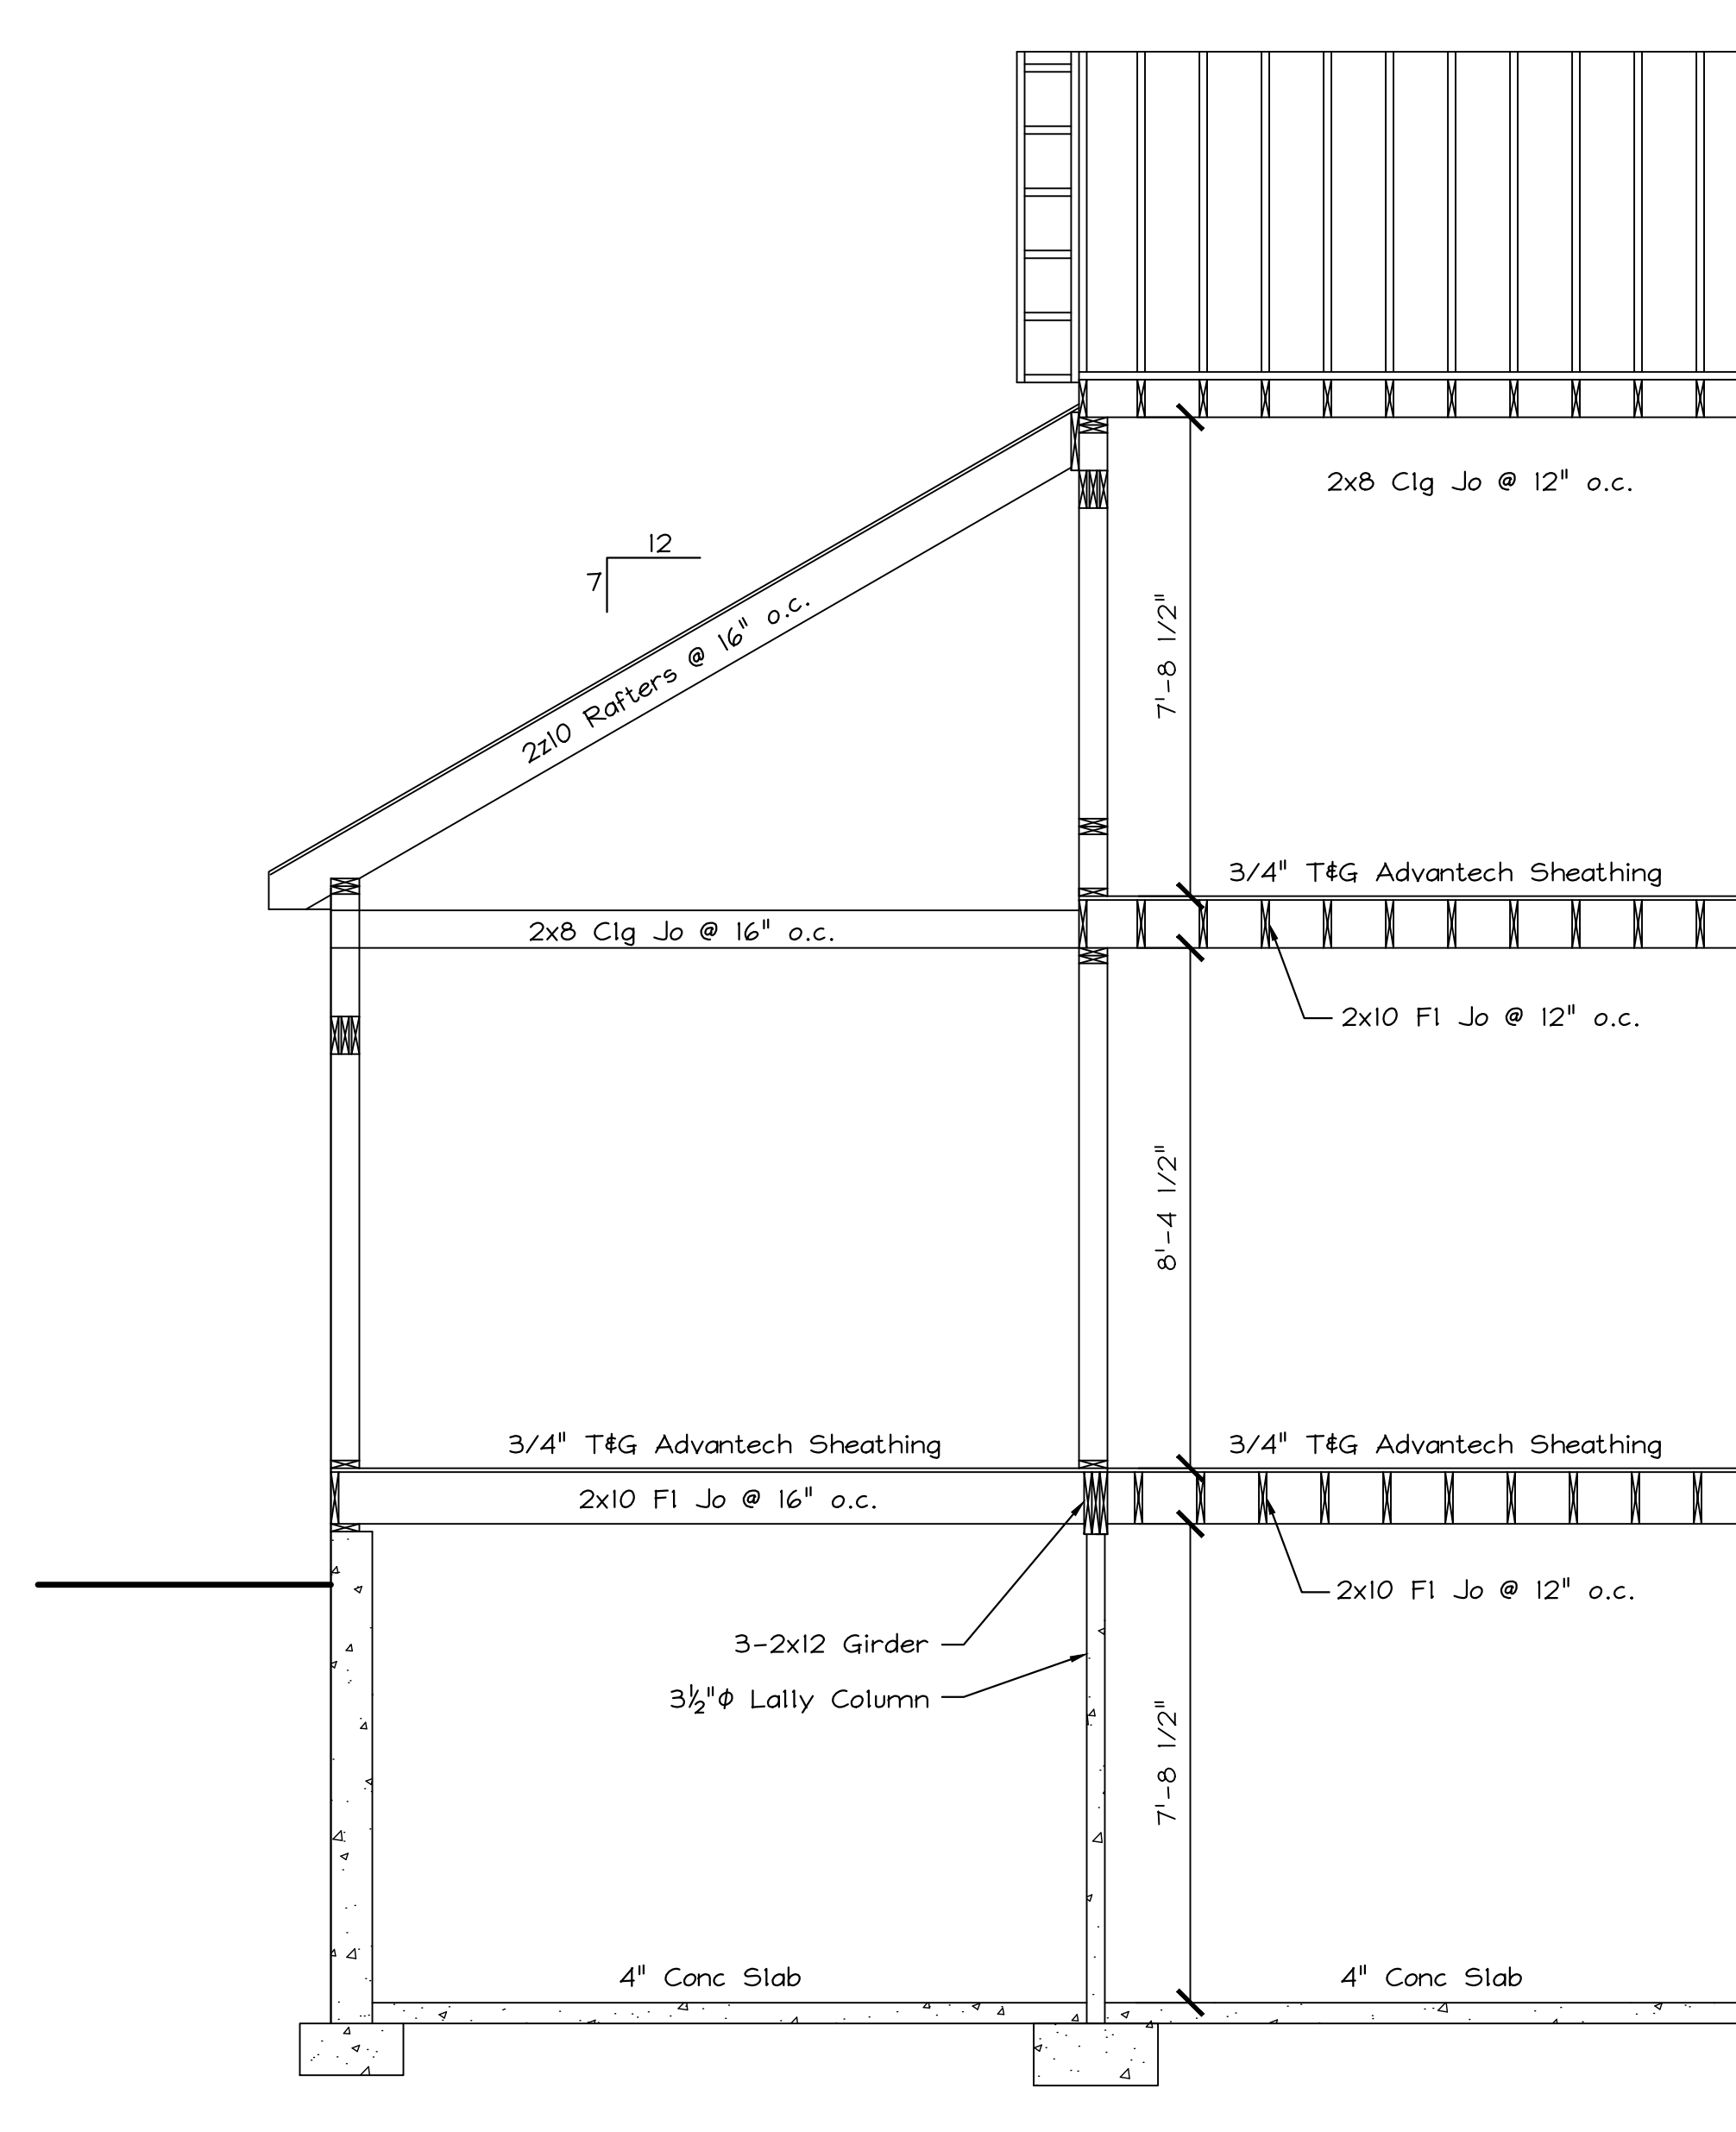 2x8 Clg Jo @ 12" o.c.
12
7
2z10 Rafters @ 16" o.c.
7'-8 1/2"
3/4" T&G Advantech Sheathing
2x8 Clg Jo @ 16" o.c.
2x10 Fl Jo @ 12" o.c.
8'-4 1/2"
3/4" T&G Advantech Sheathing
3/4" T&G Advantech Sheathing
2x10 Fl Jo @ 16" o.c.
2x10 Fl Jo @ 12" o.c.
3-2x12 Girder
3½"Φ Lally Column
7'-8 1/2"
4" Conc Slab
4" Conc Slab